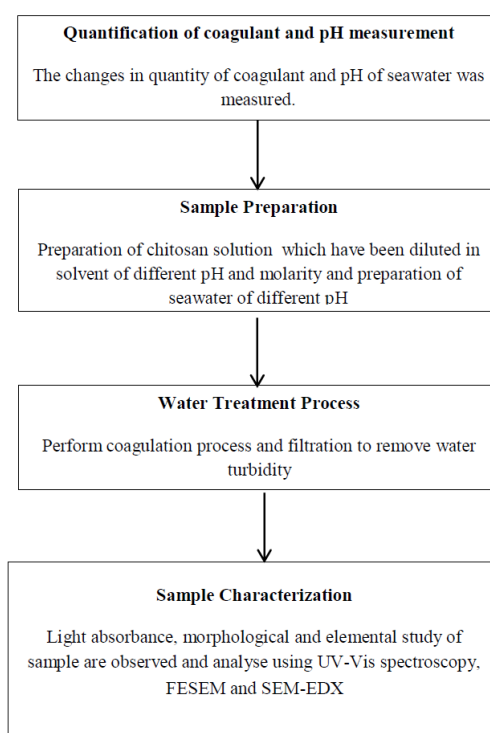 Quantification of coagulant and pH measurement
The changes in quantity of coagulant and pH of seawater was
measured.
Sample Preparation
Preparation of chitosan solution which have been diluted in
solvent of different pH and molarity and preparation of
seawater of different pH
Water Treatment Process
Perform coagulation process and filtration to remove water
turbidity
Sample Characterization
Light absorbance, morphological and elemental study of
sample are observed and analyse using UV-Vis spectroscopy,
FESEM and SEM-EDX